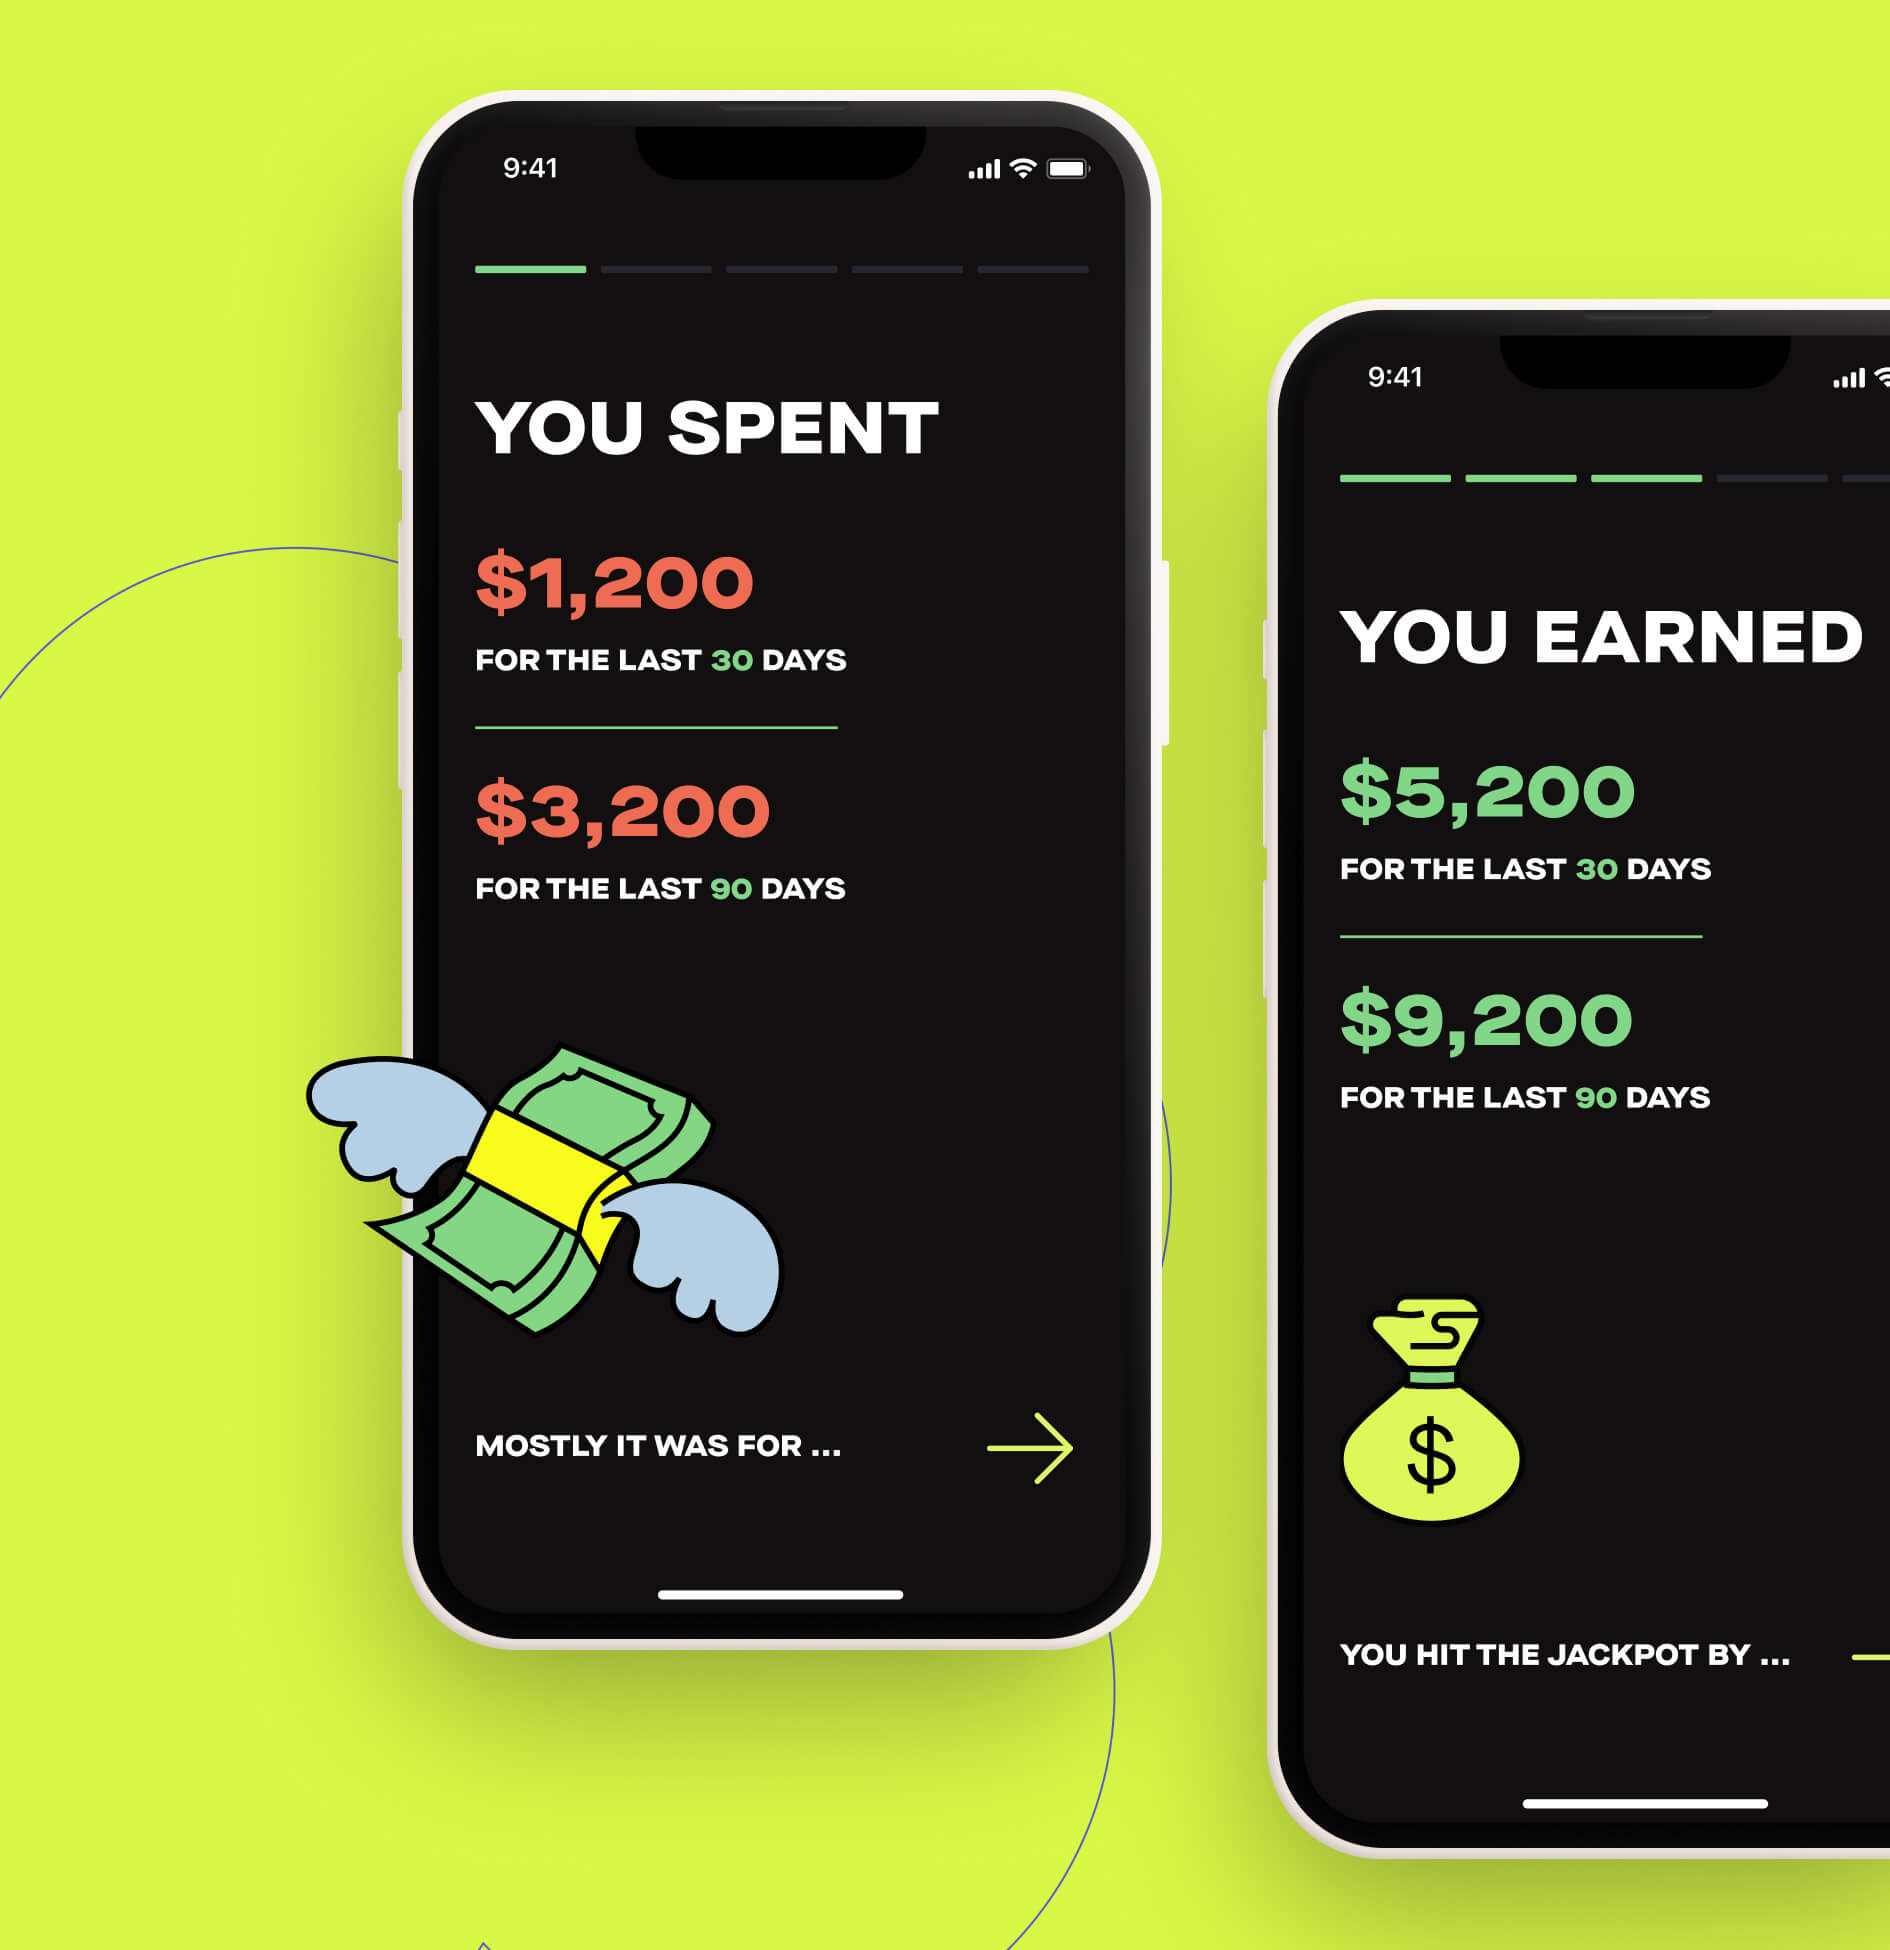 9:41
YOU SPENT
$1,200
FOR THE LAST 30 DAYS
$3,200
FOR THE LAST 90 DAYS
MOSTLY IT WAS FOR ...
9:41
YOU EARNED
$5,200
FOR THE LAST 30 DAYS
$9,200
FOR THE LAST 90 DAYS
$
YOU HIT THE JACKPOT BY ...